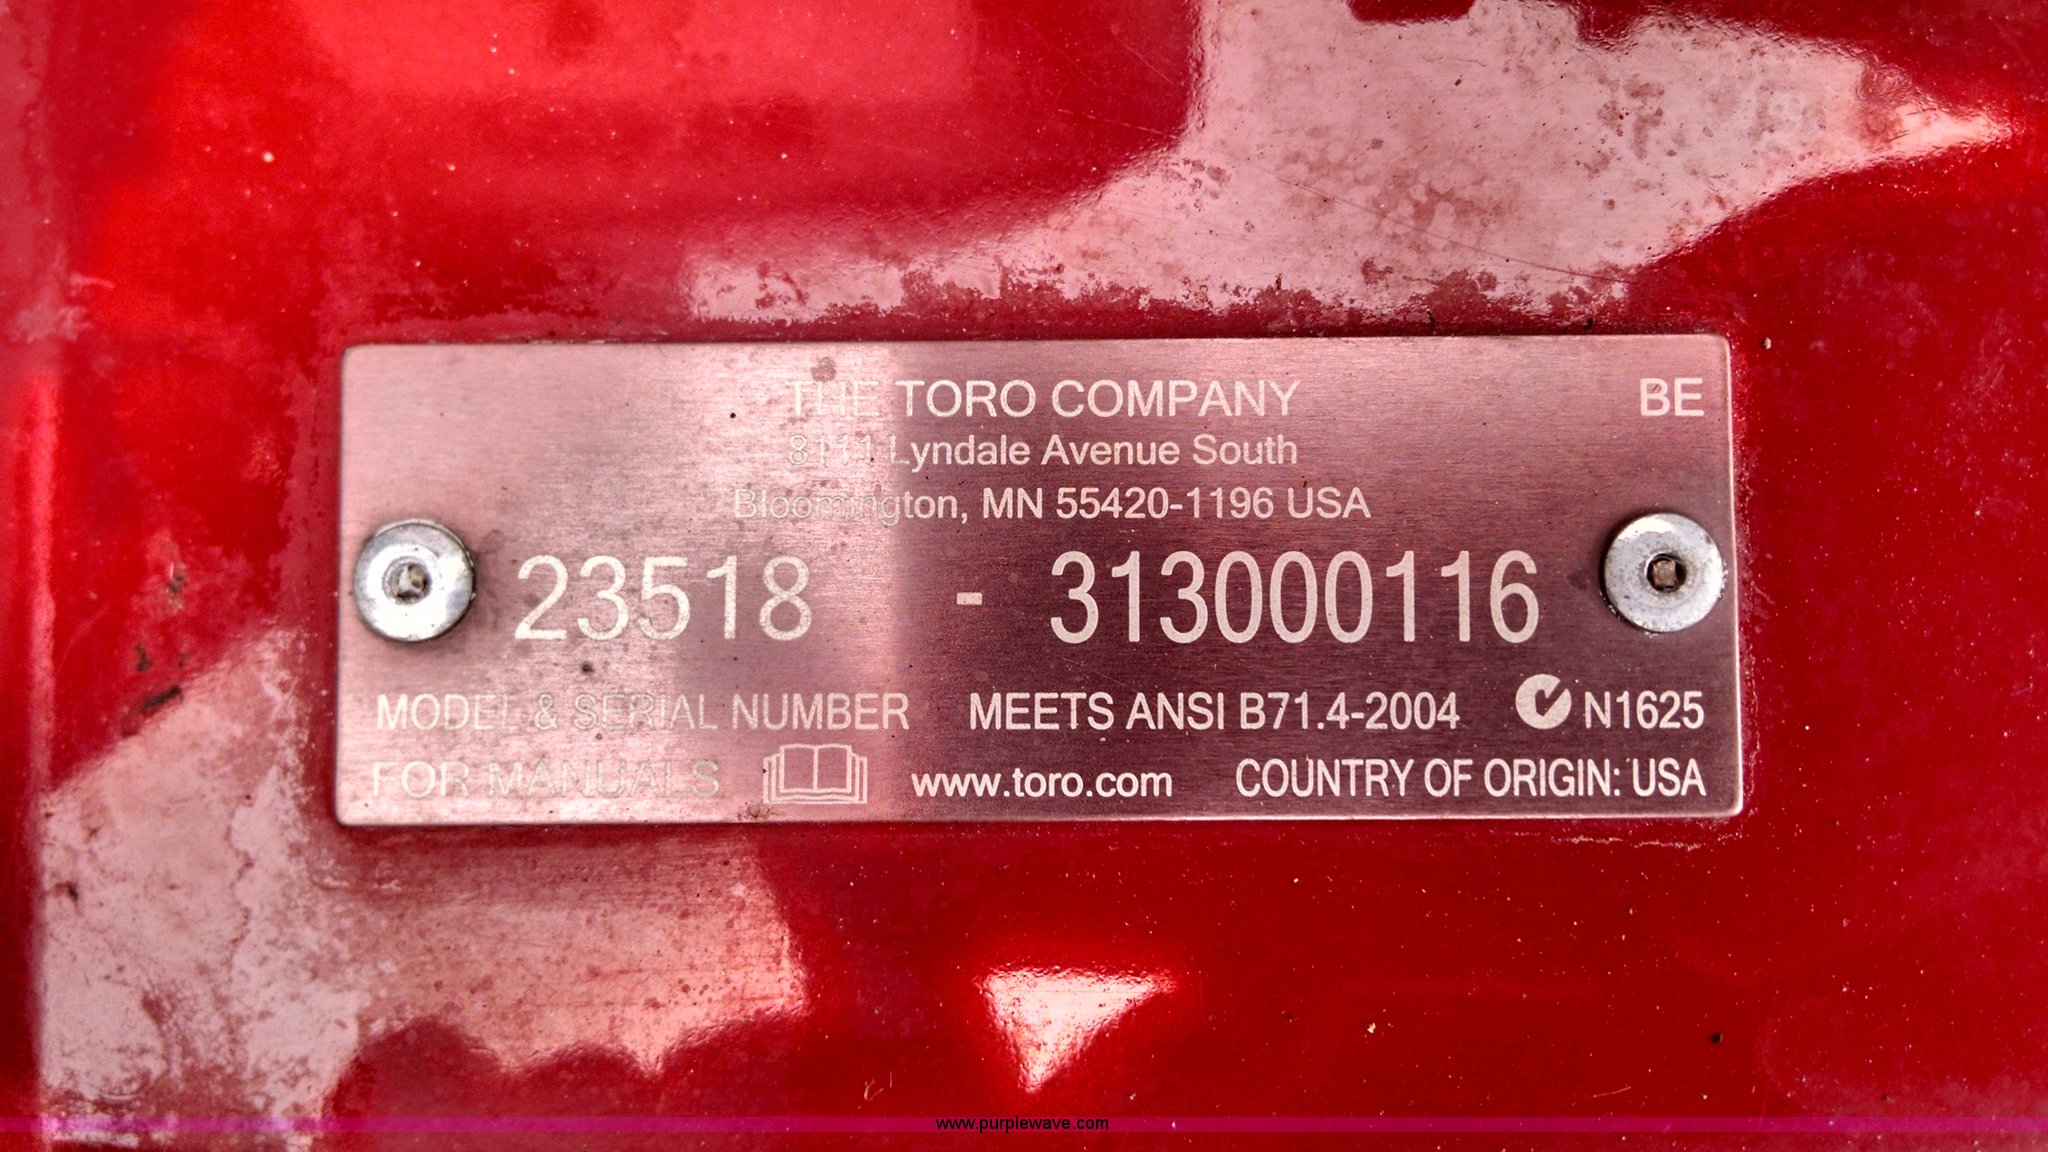 THE TORO COMPANY BE
8111 Lyndale Avenue South
Bloomington, MN 55420-1196 USA
23518 - 313000116
MODEL & SERIAL NUMBER MEETS ANSI B71.4-2004 N1625
FOR MANUALS www.toro.com COUNTRY OF ORIGIN: USA
www.purplewave.com